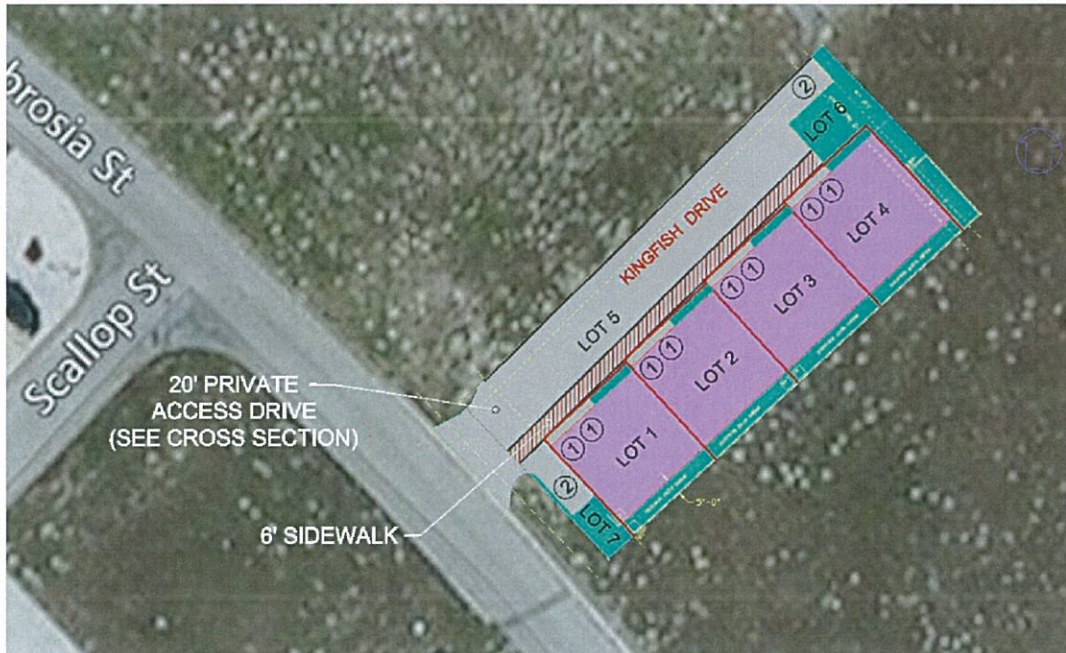 brosia St
Scallop St
KINGFISH DRIVE
LOT 5
LOT 6
LOT 4
LOT 3
LOT 2
LOT 1
LOT 7
2
1 1
1 1
1 1
1 1
2
20' PRIVATE
ACCESS DRIVE
(SEE CROSS SECTION)
6' SIDEWALK
5'-0"